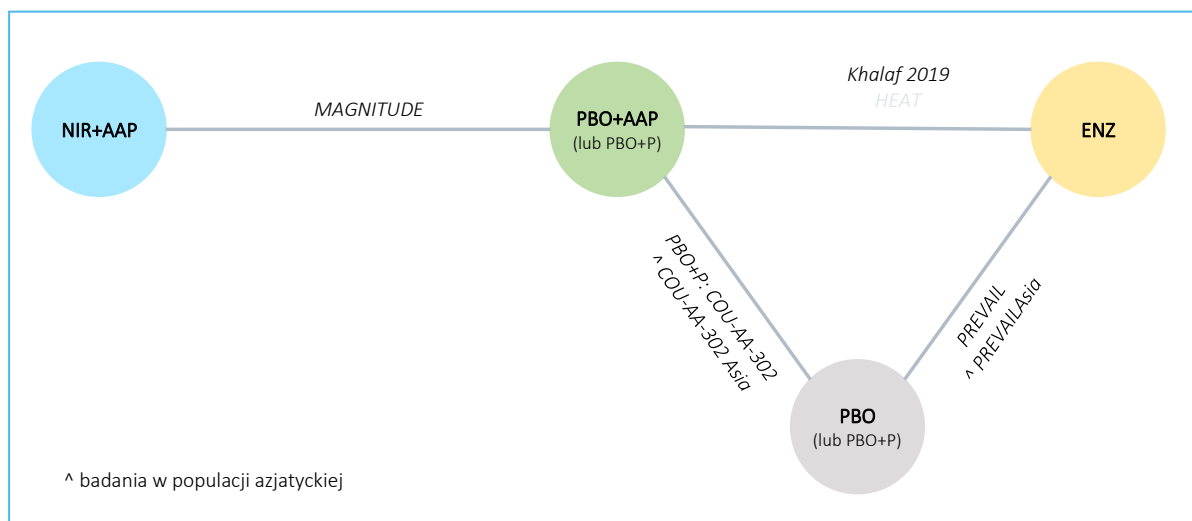 Khalaf 2019
HEAT
MAGNITUDE
NIR+AAP
PBO+AAP
(lub PBO+P)
ENZ
PBO+P: COU-AA-302
^ COU-AA-302 Asia
PREVAIL
^ PREVAILAsia
PBO
(lub PBO+P)
^ badania w populacji azjatyckiej